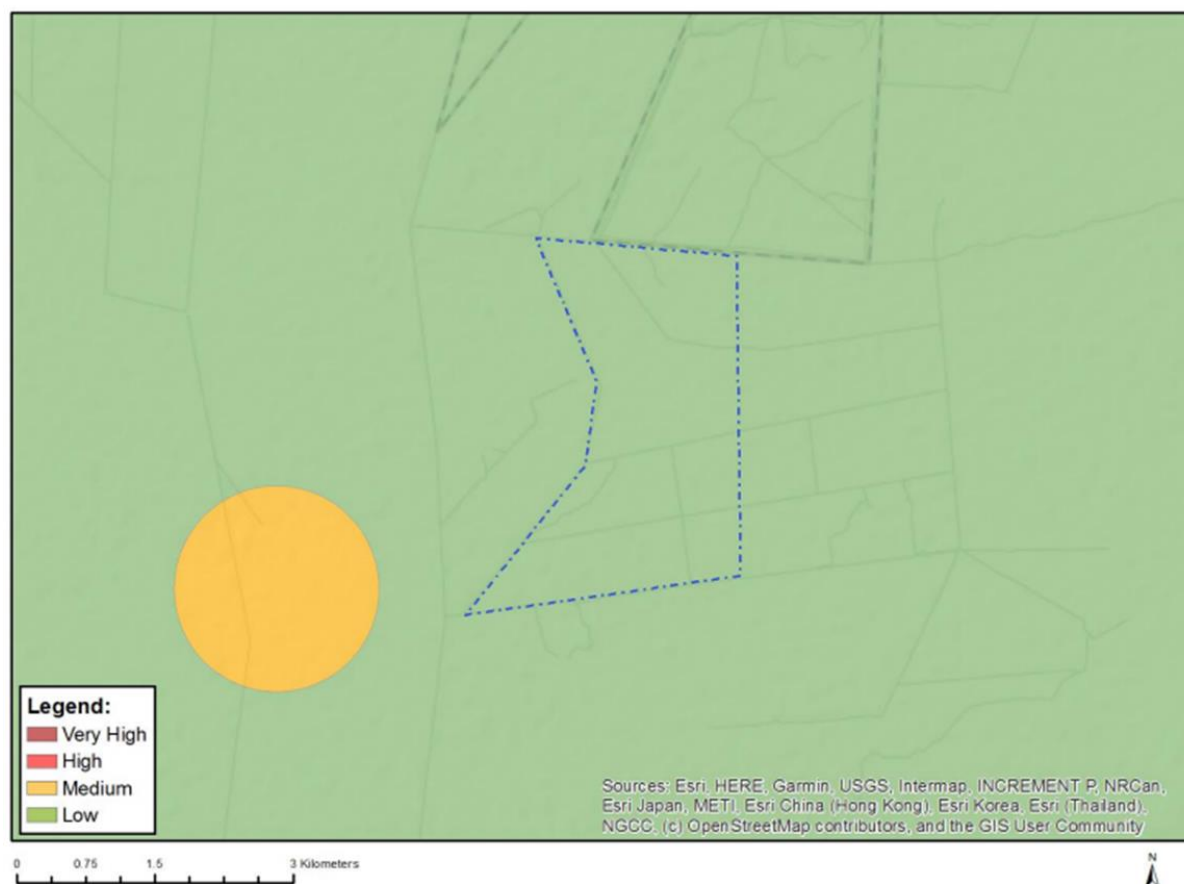 Legend:
Very High
High
Medium
Low
Sources: Esri, HERE, Garmin, USGS, Intermap, INCREMENT P, NRCan,
Esri Japan, METI, Esri China (Hong Kong), Esri Korea, Esri (Thailand),
NGCC, (c) OpenStreetMap contributors, and the GIS User Community
0 0.75 1.5 3 Kilometers
N